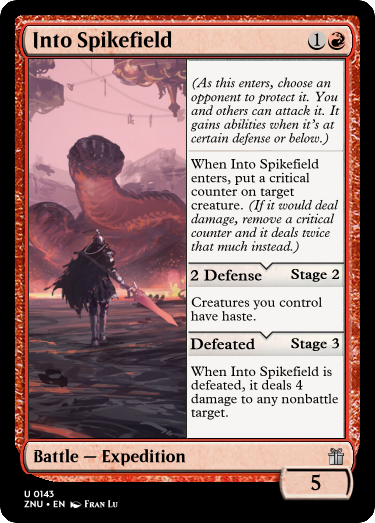 Into Spikefield 1
(As this enters, choose an
opponent to protect it. You
and others can attack it. It
gains abilities when it's at
certain defense or below.)
When Into Spikefield
enters, put a critical
counter on target
creature. (If it would deal
damage, remove a critical
counter and it deals twice
that much instead.)
2 Defense Stage 2
Creatures you control
have haste.
Defeated Stage 3
When Into Spikefield is
defeated, it deals 4
damage to any nonbattle
target.
Battle — Expedition
5
U 0143
ZNU • EN Fran Lu